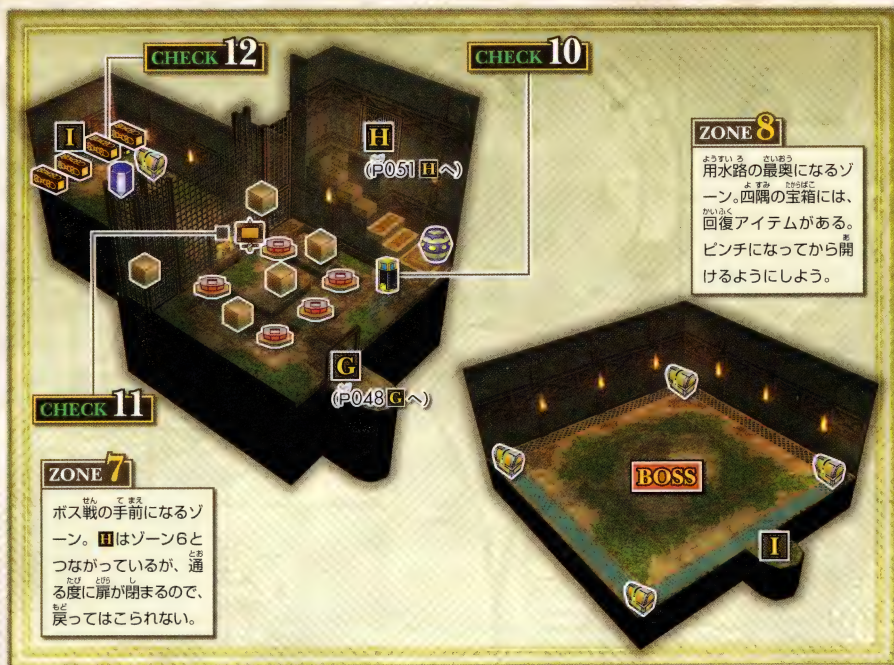 CHECK 12
CHECK 10
I
H
(P051 H へ)
ZONE 8
用水路の最奥になるゾ
ーン。四隅の宝箱には、
回復アイテムがある。
ピンチになってから開
けるようにしよう。
G
(P048 G へ)
CHECK 11
ZONE 7
ボス戦の手前になるゾ
ーン。Hはゾーン6と
つながっているが、通
る度に扉が閉まるので、
戻ってはこられない。
BOSS
I